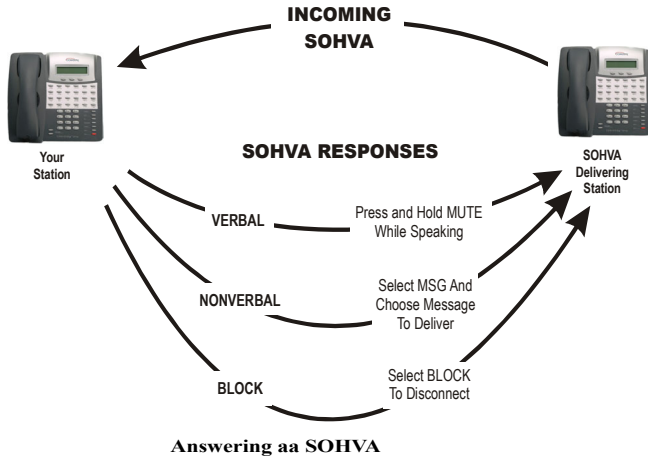 INCOMING
SOHVA
Your
Station
SOHVA RESPONSES
SOHVA
Delivering
Station
VERBAL
Press and Hold MUTE
While Speaking
NONVERBAL
Select MSG And
Choose Message
To Deliver
BLOCK
Select BLOCK
To Disconnect
Answering aa SOHVA